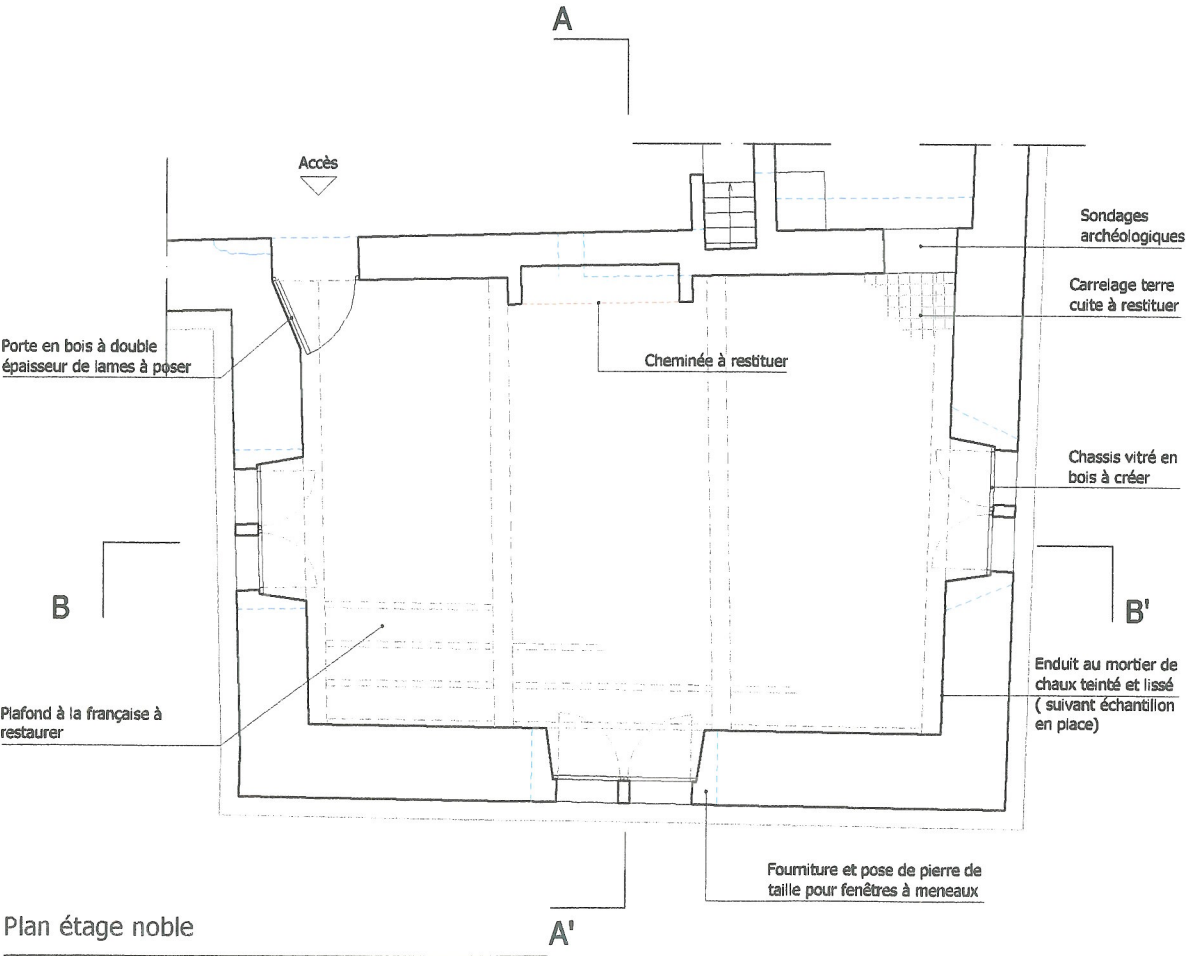 A
Accès
Sondages
archéologiques
Carrelage terre
cuite à restituer
Porte en bois à double
épaisseur de lames à poser
Cheminée à restituer
Chassis vitré en
bois à créer
B
B'
Enduit au mortier de
chaux teinté et lissé
( suivant échantillon
en place)
Plafond à la française à
restaurer
Fourniture et pose de pierre de
taille pour fenêtres à meneaux
Plan étage noble
A'